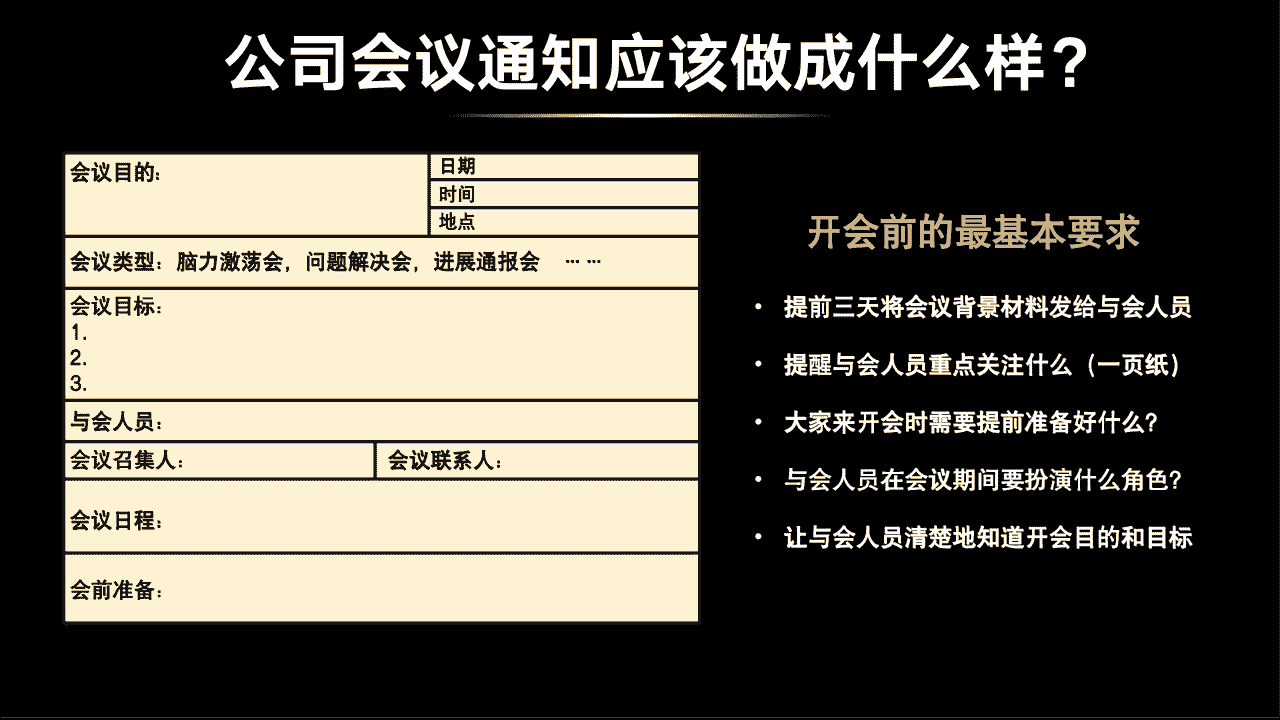 公司会议通知应该做成什么样?
会议目的:
日期
时间
地点
会议类型: 脑力激荡会, 问题解决会, 进展通报会 ……
会议目标:
1.
2.
3.
与会人员:
会议召集人:
会议联系人:
会议日程:
会前准备:
开会前的最基本要求
• 提前三天将会议背景材料发给与会人员
• 提醒与会人员重点关注什么（一页纸）
• 大家来开会时需要提前准备好什么?
• 与会人员在会议期间要扮演什么角色?
• 让与会人员清楚地知道开会目的和目标